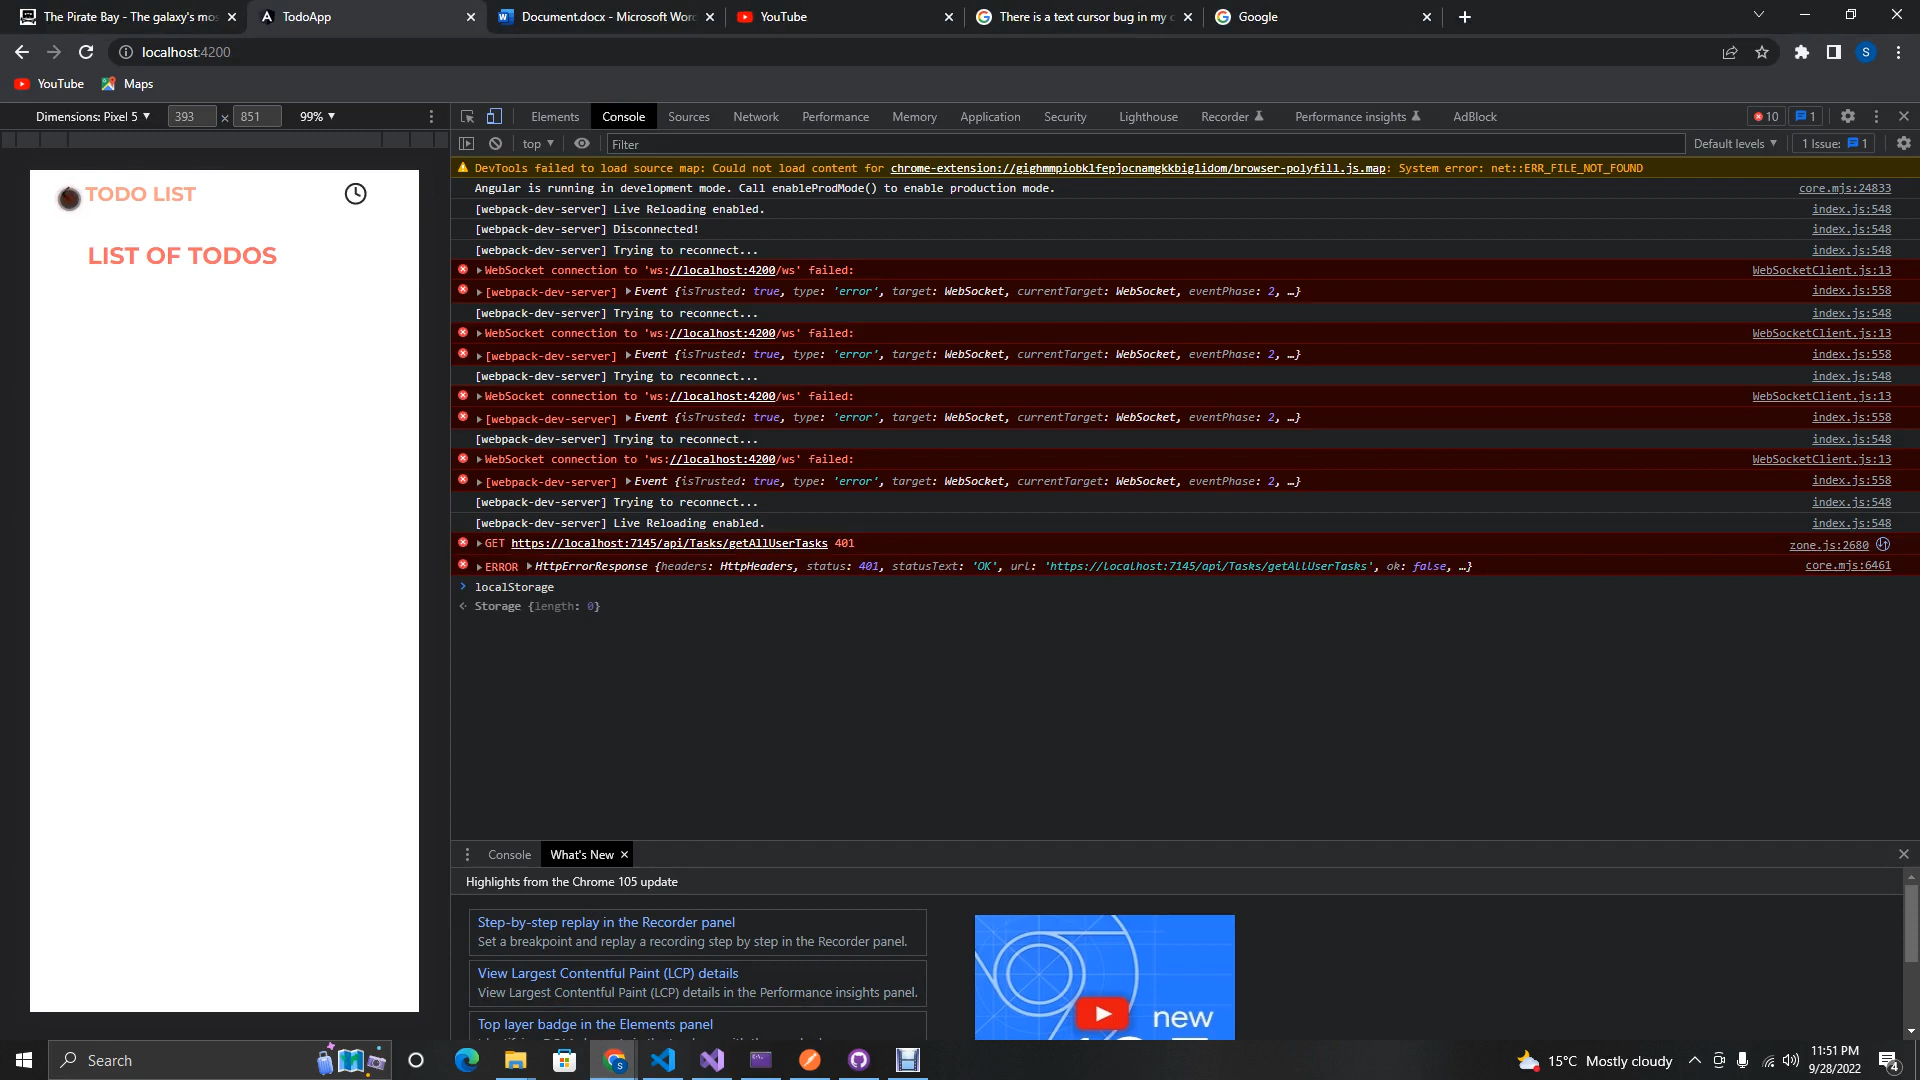 The Pirate Bay - The galaxy's mos
TodoApp
Document.docx - Microsoft Word
YouTube
There is a text cursor bug in my c
Google
localhost:4200
S
YouTube
Maps
Dimensions: Pixel 5
393
×
851
99%
Elements
Console
Sources
Network
Performance
Memory
Application
Security
Lighthouse
Recorder
Performance insights
AdBlock
10
1
top
Filter
Default levels
1 Issue:
1
TODO LIST
LIST OF TODOS
DevTools failed to load source map: Could not load content for chrome-extension://gighmmpiobklfepjocnamgkkbiglidom/browser-polyfill.js.map: System error: net::ERR_FILE_NOT_FOUND
Angular is running in development mode. Call enableProdMode() to enable production mode. core.mjs:24833
[webpack-dev-server] Live Reloading enabled. index.js:548
[webpack-dev-server] Disconnected! index.js:548
[webpack-dev-server] Trying to reconnect... index.js:548
WebSocket connection to 'ws://localhost:4200/ws' failed: WebSocketClient.js:13
[webpack-dev-server] Event {isTrusted: true, type: 'error', target: WebSocket, currentTarget: WebSocket, eventPhase: 2, …} index.js:558
[webpack-dev-server] Trying to reconnect... index.js:548
WebSocket connection to 'ws://localhost:4200/ws' failed: WebSocketClient.js:13
[webpack-dev-server] Event {isTrusted: true, type: 'error', target: WebSocket, currentTarget: WebSocket, eventPhase: 2, …} index.js:558
[webpack-dev-server] Trying to reconnect... index.js:548
WebSocket connection to 'ws://localhost:4200/ws' failed: WebSocketClient.js:13
[webpack-dev-server] Event {isTrusted: true, type: 'error', target: WebSocket, currentTarget: WebSocket, eventPhase: 2, …} index.js:558
[webpack-dev-server] Trying to reconnect... index.js:548
WebSocket connection to 'ws://localhost:4200/ws' failed: WebSocketClient.js:13
[webpack-dev-server] Event {isTrusted: true, type: 'error', target: WebSocket, currentTarget: WebSocket, eventPhase: 2, …} index.js:558
[webpack-dev-server] Trying to reconnect... index.js:548
[webpack-dev-server] Live Reloading enabled. index.js:548
GET https://localhost:7145/api/Tasks/getAllUserTasks 401 zone.js:2680
ERROR HttpErrorResponse {headers: HttpHeaders, status: 401, statusText: 'OK', url: 'https://localhost:7145/api/Tasks/getAllUserTasks', ok: false, …} core.mjs:6461
localStorage
Storage {length: 0}
Console
What's New
Highlights from the Chrome 105 update
Step-by-step replay in the Recorder panel
Set a breakpoint and replay a recording step by step in the Recorder panel.
View Largest Contentful Paint (LCP) details
View Largest Contentful Paint (LCP) details in the Performance insights panel.
Top layer badge in the Elements panel
new
Search
15°C Mostly cloudy
11:51 PM
9/28/2022
4